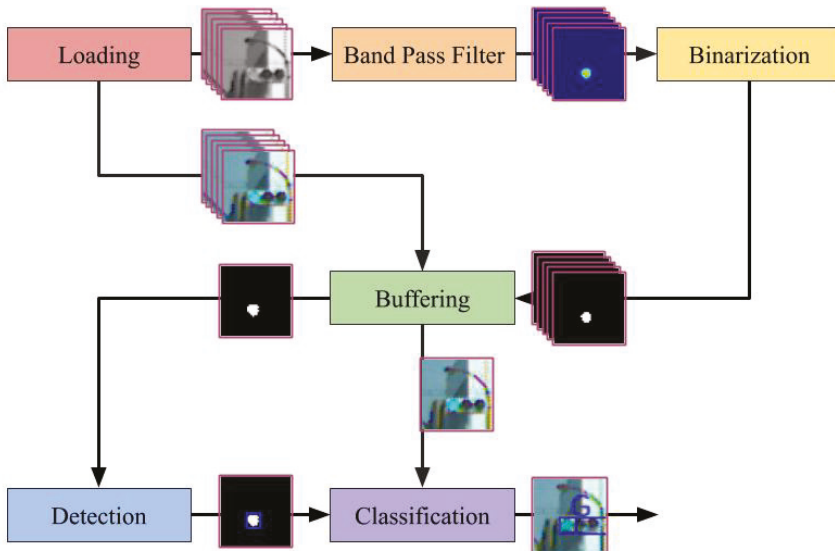 Loading
Band Pass Filter
Binarization
Buffering
Detection
Classification
G